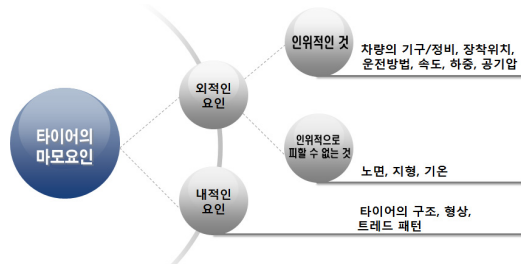 타이어의
마모요인
외적인
요인
인위적인 것
차량의 기구/정비, 장착위치,
운전방법, 속도, 하중, 공기압
인위적으로
피할 수 없는 것
노면, 지형, 기온
내적인
요인
타이어의 구조, 형상,
트레드 패턴